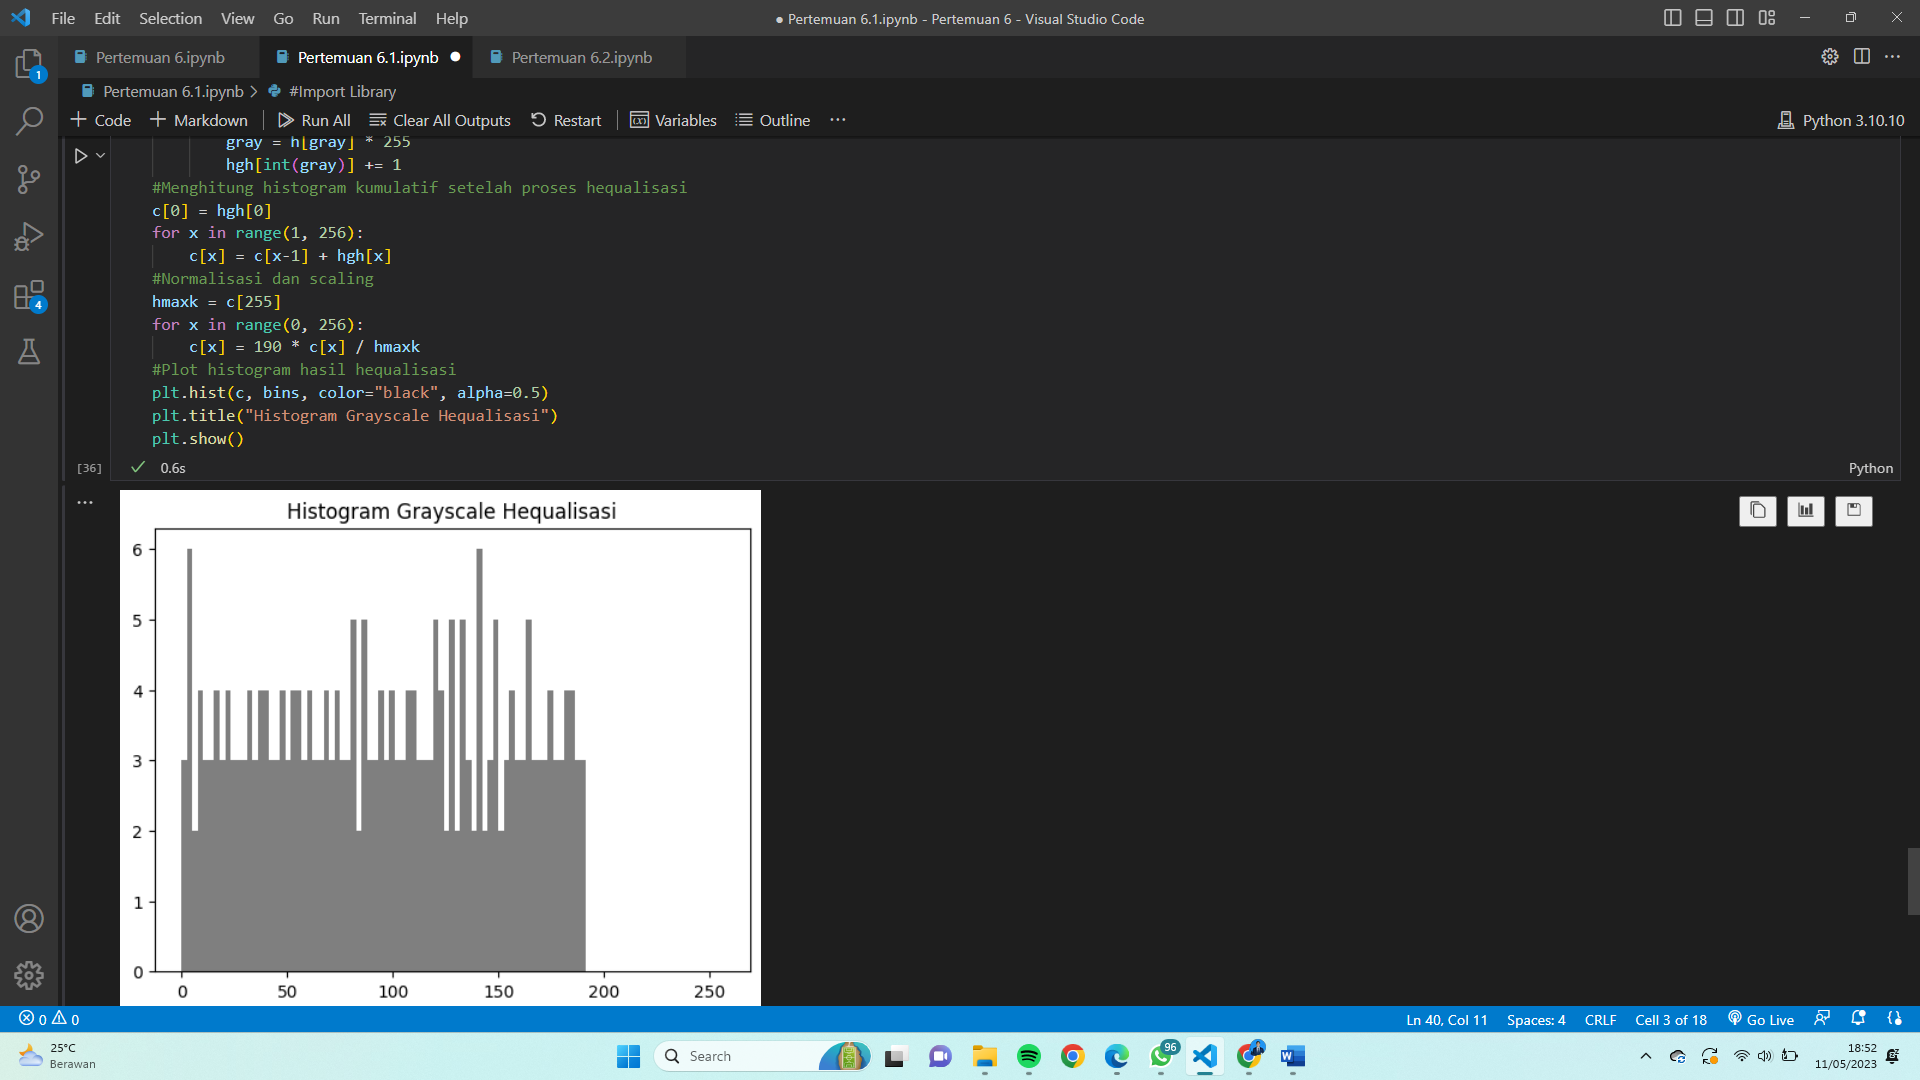 File Edit Selection View Go Run Terminal Help
● Pertemuan 6.1.ipynb - Pertemuan 6 - Visual Studio Code
Pertemuan 6.ipynb Pertemuan 6.1.ipynb Pertemuan 6.2.ipynb
Pertemuan 6.1.ipynb > #Import Library
+ Code + Markdown Run All Clear All Outputs Restart Variables Outline ...
Python 3.10.10
gray = h[gray] * 255
hgh[int(gray)] += 1
#Menghitung histogram kumulatif setelah proses hequalisasi
c[0] = hgh[0]
for x in range(1, 256):
c[x] = c[x-1] + hgh[x]
#Normalisasi dan scaling
hmaxk = c[255]
for x in range(0, 256):
c[x] = 190 * c[x] / hmaxk
#Plot histogram hasil hequalisasi
plt.hist(c, bins, color="black", alpha=0.5)
plt.title("Histogram Grayscale Hequalisasi")
plt.show()
[36] 0.6s
Python
Histogram Grayscale Hequalisasi
6
5
4
3
2
1
0
0 50 100 150 200 250
1
4
0 0
Ln 40, Col 11 Spaces: 4 CRLF Cell 3 of 18 Go Live
25°C
Berawan
Search
96
18:52
11/05/2023